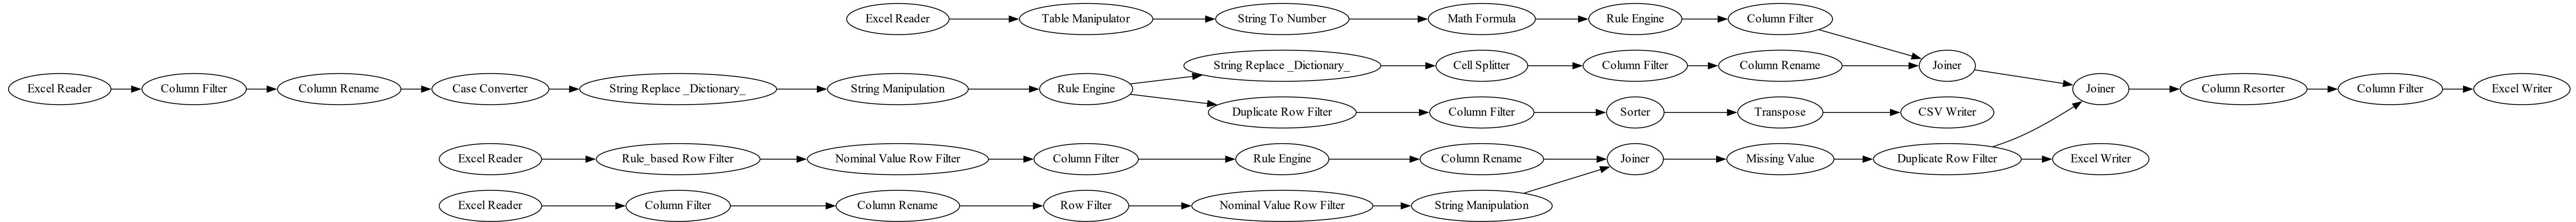 Excel Reader
Table Manipulator
String To Number
Math Formula
Rule Engine
Column Filter
String Replace _Dictionary_
Cell Splitter
Column Filter
Column Rename
Joiner
Excel Reader
Column Filter
Column Rename
Case Converter
String Replace _Dictionary_
String Manipulation
Rule Engine
Joiner
Column Resorter
Column Filter
Excel Writer
Duplicate Row Filter
Column Filter
Sorter
Transpose
CSV Writer
Excel Reader
Rule_based Row Filter
Nominal Value Row Filter
Column Filter
Rule Engine
Column Rename
Joiner
Missing Value
Duplicate Row Filter
Excel Writer
Excel Reader
Column Filter
Column Rename
Row Filter
Nominal Value Row Filter
String Manipulation